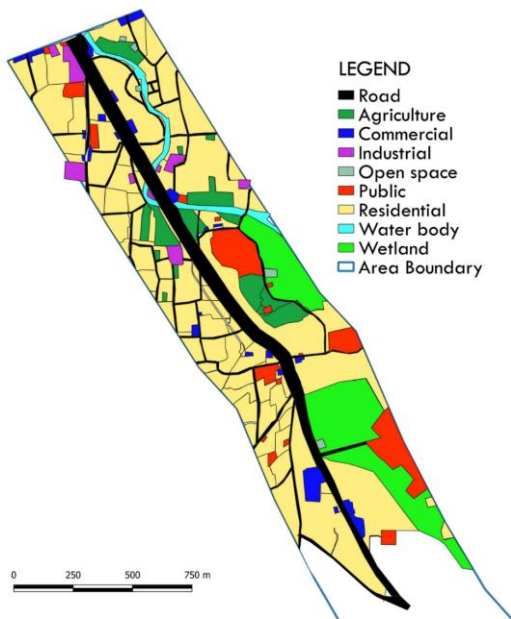 LEGEND
Road
Agriculture
Commercial
Industrial
Open space
Public
Residential
Water body
Wetland
Area Boundary
0 250 500 750 m